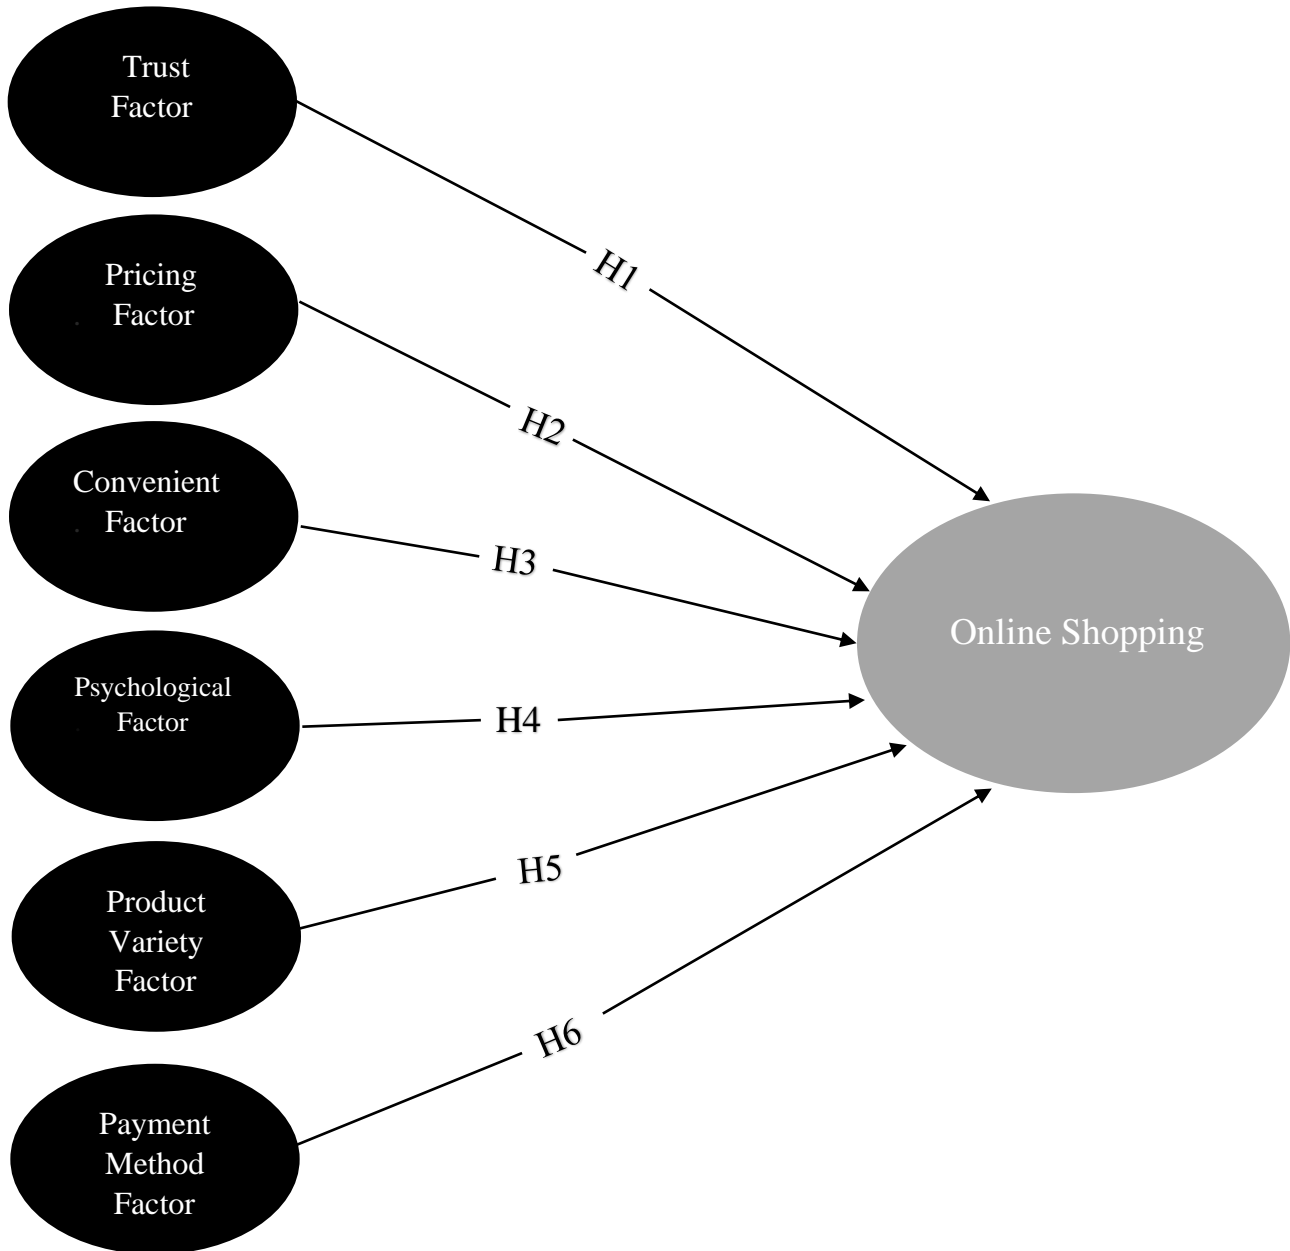 Trust
Factor
H1
Pricing
. Factor
H2
Convenient
. Factor
H3
Online Shopping
Psychological
. Factor
H4
Product
Variety
Factor
H5
Payment
Method
Factor
H6